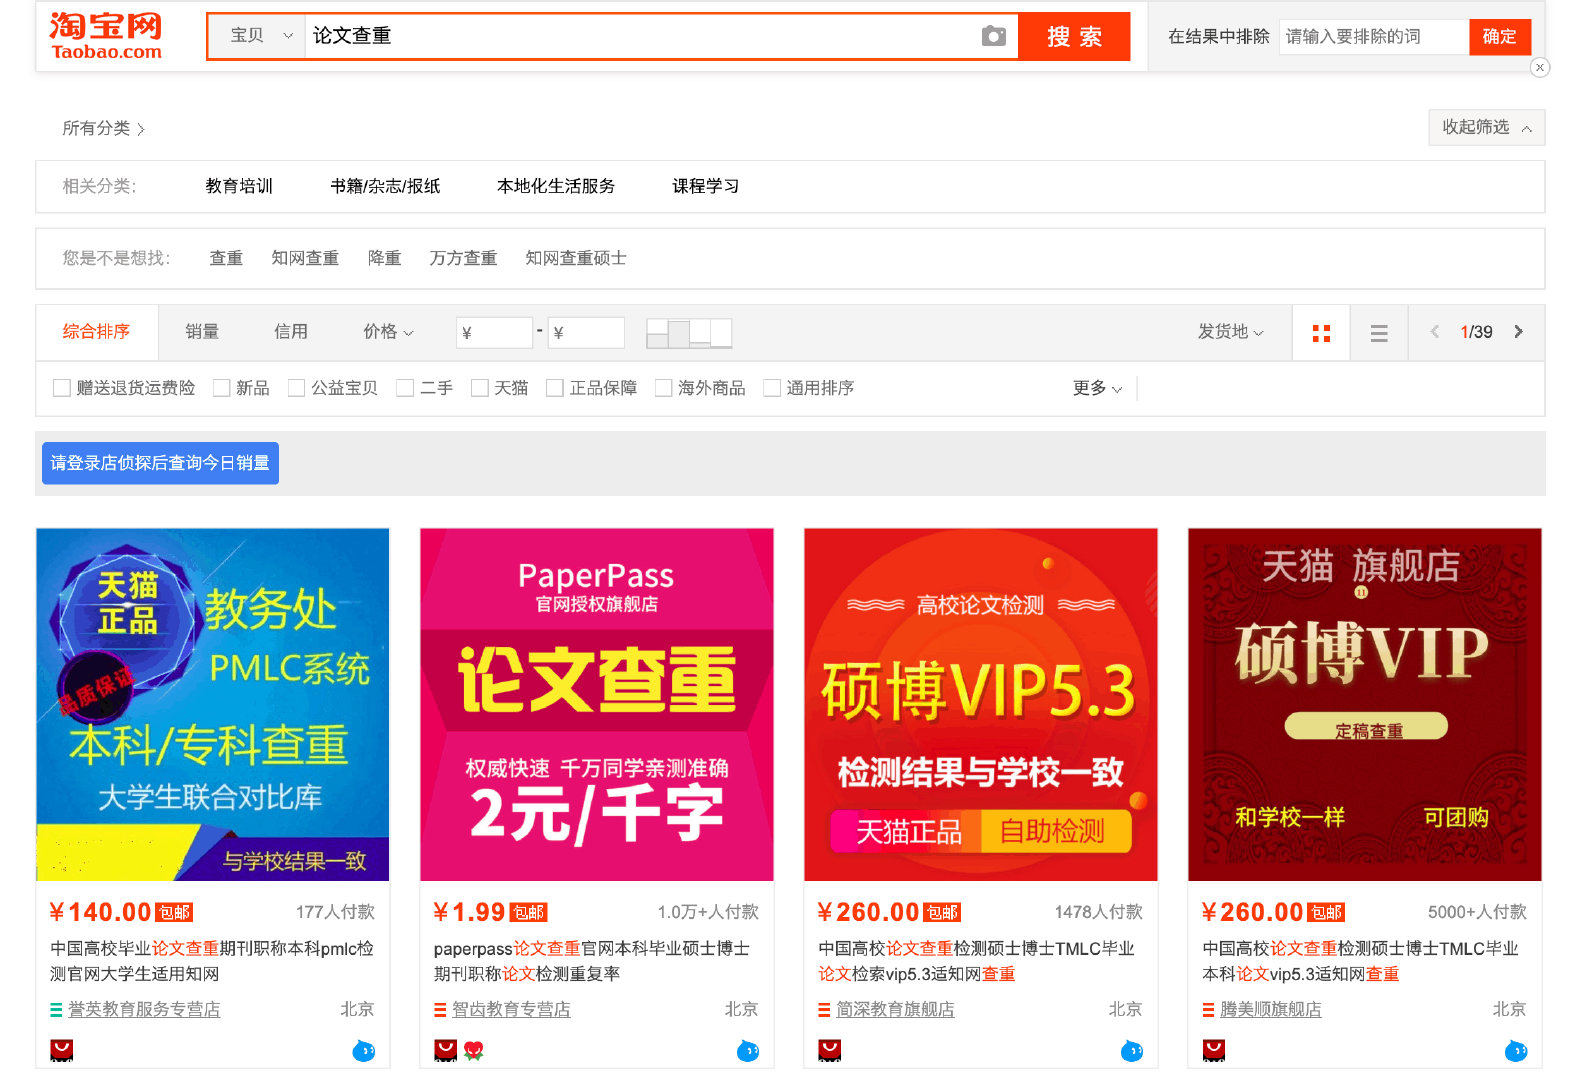 淘宝网
Taobao.com
宝贝
论文查重
搜索
在结果中排除
请输入要排除的词
确定
所有分类
收起筛选
相关分类:
教育培训
书籍/杂志/报纸
本地化生活服务
课程学习
您是不是想找:
查重
知网查重
降重
万方查重
知网查重硕士
综合排序
销量
信用
价格
¥
-
¥
发货地
1/39
赠送退货运费险
新品
公益宝贝
二手
天猫
正品保障
海外商品
通用排序
更多
请登录店侦探后查询今日销量
天猫
正品
品质保证
教务处
PMLC系统
本科/专科查重
大学生联合对比库
与学校结果一致
PaperPass
官网授权旗舰店
论文查重
权威快速 千万同学亲测准确
2元/千字
高校论文检测
硕博VIP5.3
检测结果与学校一致
天猫正品
自助检测
天猫 旗舰店
11
硕博VIP
定稿查重
和学校一样
可团购
¥140.00
包邮
177人付款
中国高校毕业论文查重期刊职称本科pmlc检
测官网大学生适用知网
誉英教育服务专营店
北京
¥1.99
包邮
1.0万+人付款
paperpass论文查重官网本科毕业硕士博士
期刊职称论文检测重复率
智齿教育专营店
北京
¥260.00
包邮
1478人付款
中国高校论文查重检测硕士博士TMLC毕业
论文检索vip5.3适知网查重
简深教育旗舰店
北京
¥260.00
包邮
5000+人付款
中国高校论文查重检测硕士博士TMLC毕业
本科论文vip5.3适知网查重
腾美顺旗舰店
北京